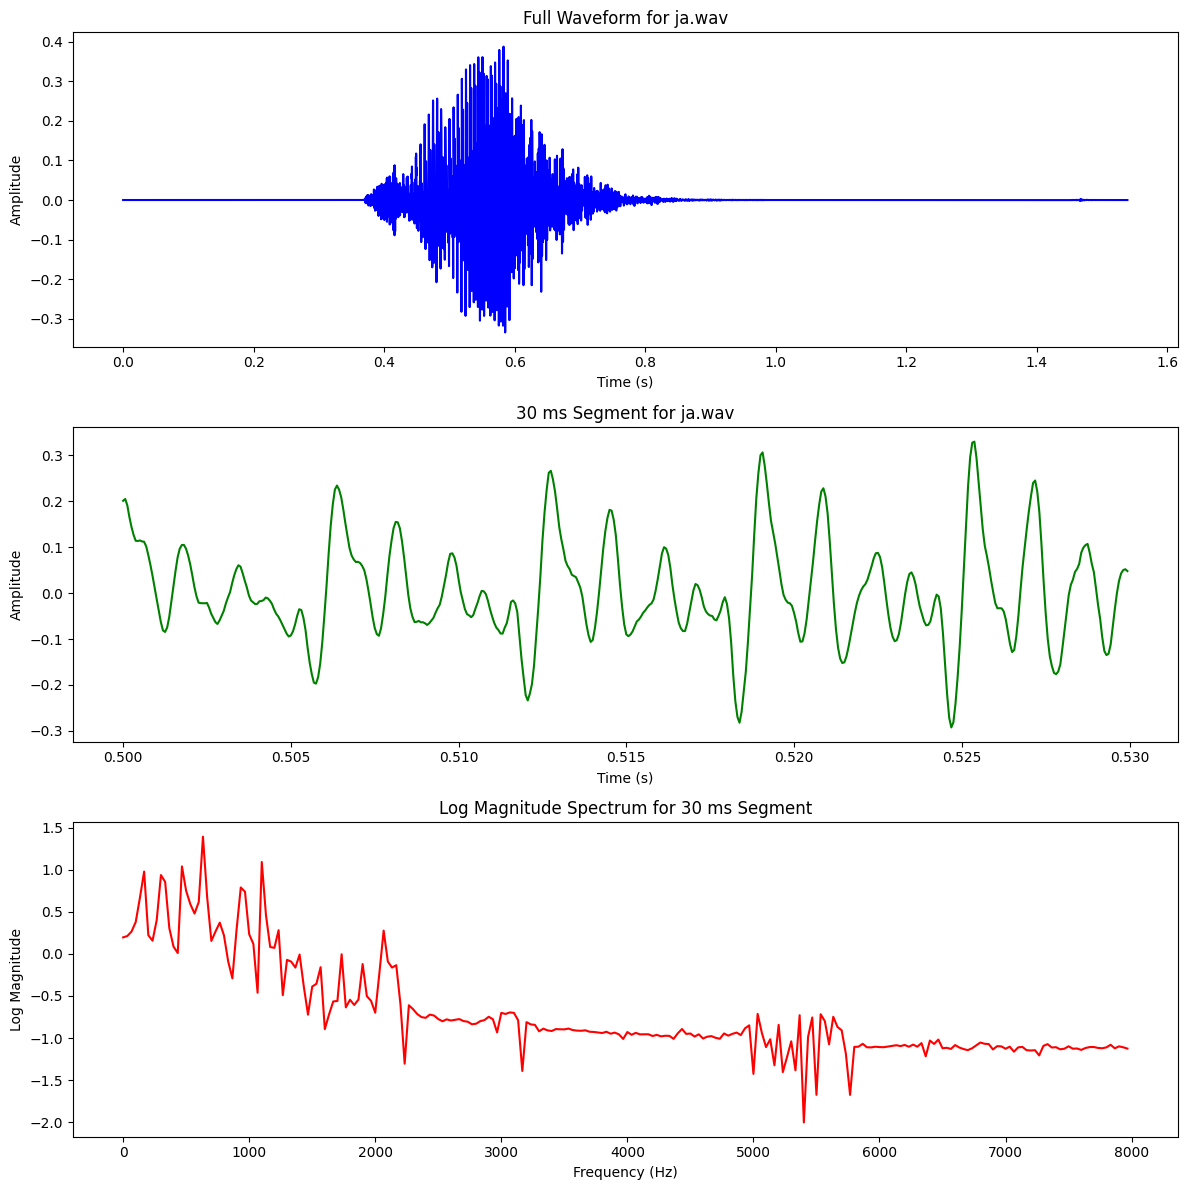 Full Waveform for ja.wav
Amplitude
0.4
0.3
0.2
0.1
0.0
−0.1
−0.2
−0.3
0.0 0.2 0.4 0.6 0.8 1.0 1.2 1.4 1.6
Time (s)
30 ms Segment for ja.wav
Amplitude
0.3
0.2
0.1
0.0
−0.1
−0.2
−0.3
0.500 0.505 0.510 0.515 0.520 0.525 0.530
Time (s)
Log Magnitude Spectrum for 30 ms Segment
Log Magnitude
1.5
1.0
0.5
0.0
−0.5
−1.0
−1.5
−2.0
0 1000 2000 3000 4000 5000 6000 7000 8000
Frequency (Hz)